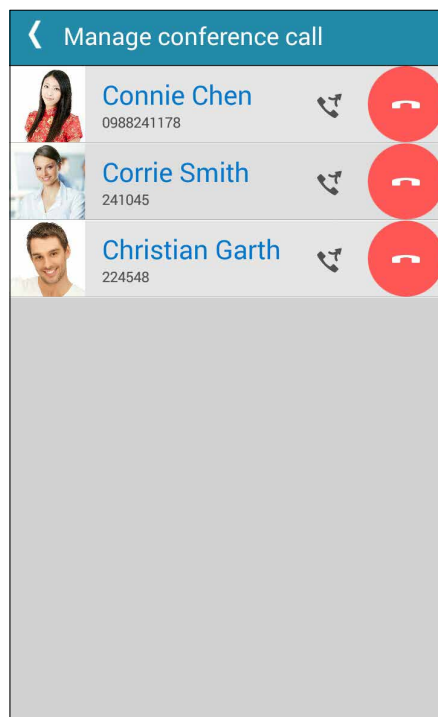 Manage conference call
Connie Chen
0988241178
Corrie Smith
241045
Christian Garth
224548